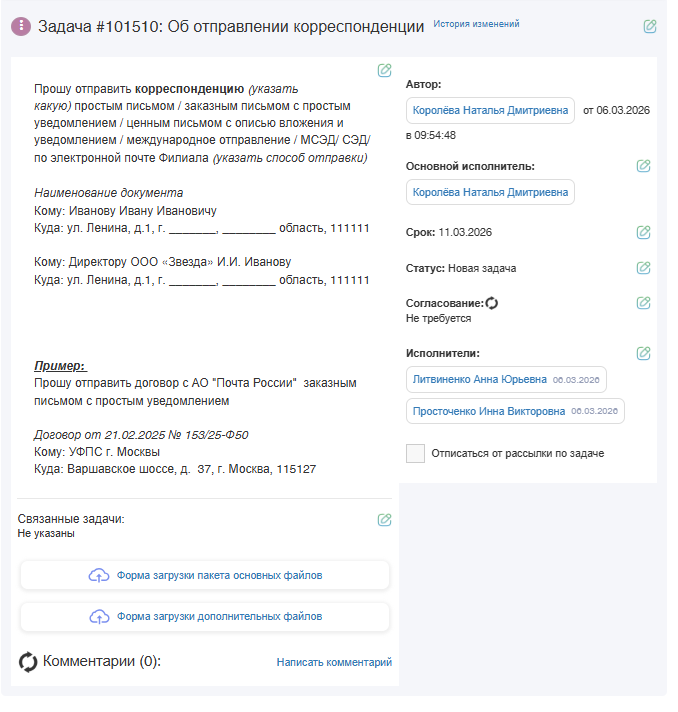 Задача #101510: Об отправлении корреспонденции История изменений
Прошу отправить корреспонденцию (указать
какую) простым письмом / заказным письмом с простым
уведомлением / ценным письмом с описью вложения и
уведомлением / международное отправление / МСЭД/ СЭД/
по электронной почте Филиала (указать способ отправки)
Наименование документа
Кому: Иванову Ивану Ивановичу
Куда: ул. Ленина, д.1, г. _______, ________ область, 111111
Кому: Директору ООО «Звезда» И.И. Иванову
Куда: ул. Ленина, д.1, г. _______, ________ область, 111111
Пример:
Прошу отправить договор с АО "Почта России" заказным
письмом с простым уведомлением
Договор от 21.02.2025 № 153/25-Ф50
Кому: УФПС г. Москвы
Куда: Варшавское шоссе, д. 37, г. Москва, 115127
Связанные задачи:
Не указаны
Форма загрузки пакета основных файлов
Форма загрузки дополнительных файлов
Комментарии (0): Написать комментарий
Автор:
Королёва Наталья Дмитриевна от 06.03.2026
в 09:54:48
Основной исполнитель:
Королёва Наталья Дмитриевна
Срок: 11.03.2026
Статус: Новая задача
Согласование:
Не требуется
Исполнители:
Литвиненко Анна Юрьевна 06.03.2026
Просточенко Инна Викторовна 06.03.2026
Отписаться от рассылки по задаче